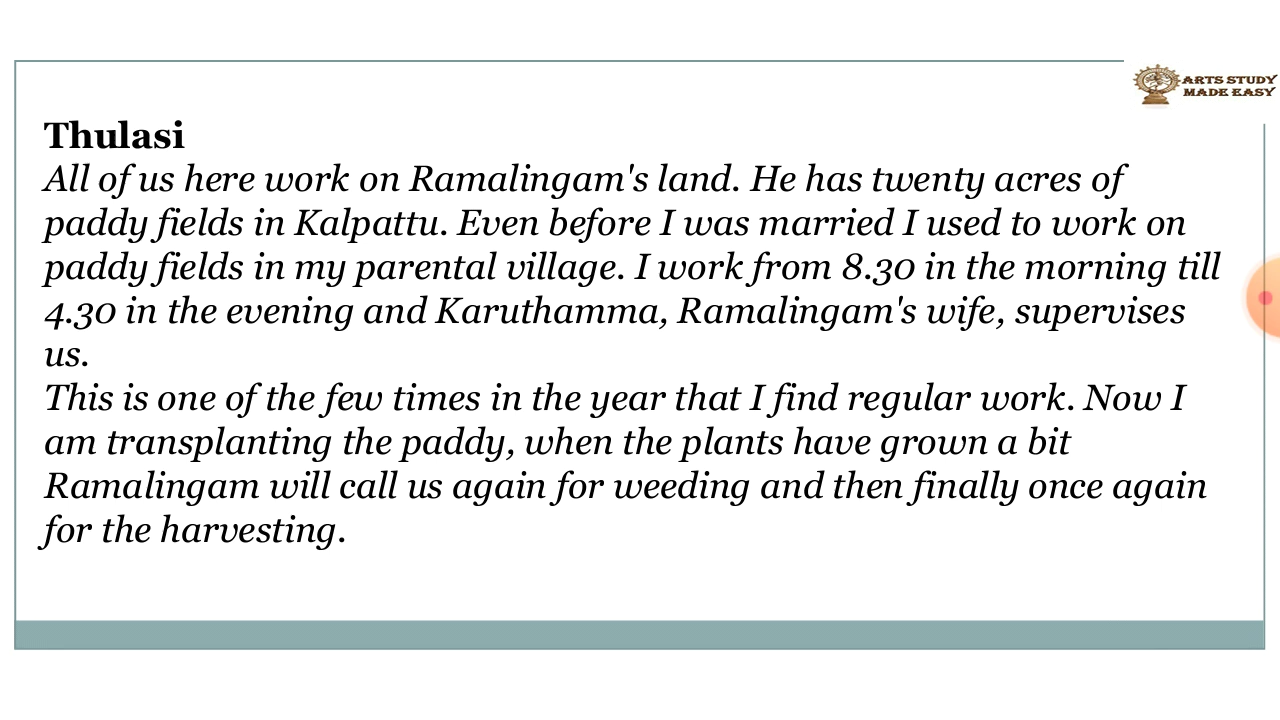 ARTS STUDY
MADE EASY
Thulasi
All of us here work on Ramalingam's land. He has twenty acres of
paddy fields in Kalpattu. Even before I was married I used to work on
paddy fields in my parental village. I work from 8.30 in the morning till
4.30 in the evening and Karuthamma, Ramalingam's wife, supervises
us.
This is one of the few times in the year that I find regular work. Now I
am transplanting the paddy, when the plants have grown a bit
Ramalingam will call us again for weeding and then finally once again
for the harvesting.